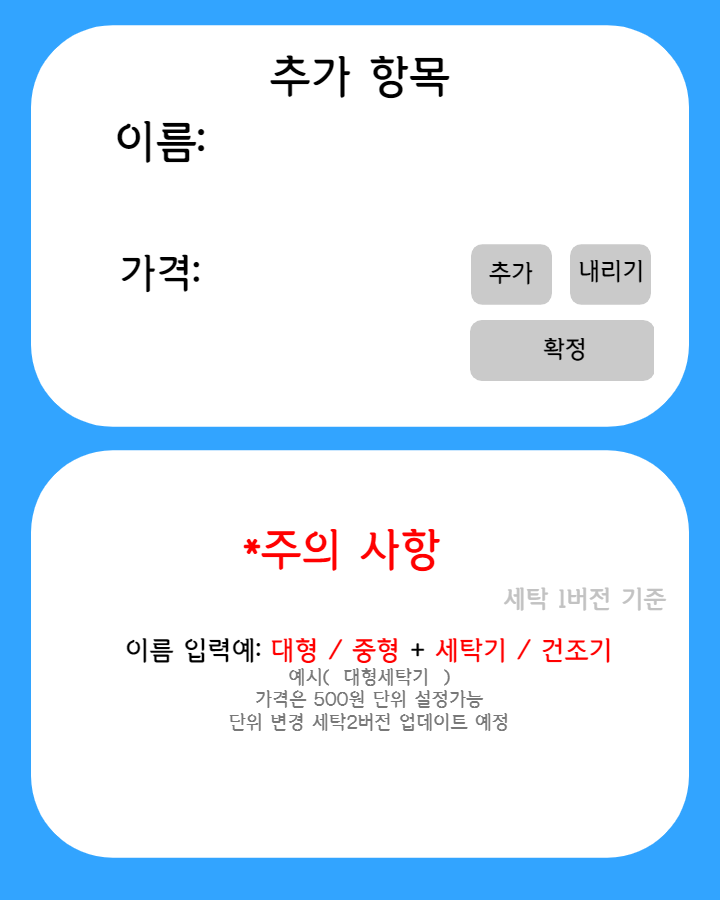 추가 항목
이름:
가격:
추가 내리기
확정
*주의 사항
세탁 1버전 기준
이름 입력예: 대형 / 중형 + 세탁기 / 건조기
예시( 대형세탁기 )
가격은 500원 단위 설정가능
단위 변경 세탁2버전 업데이트 예정